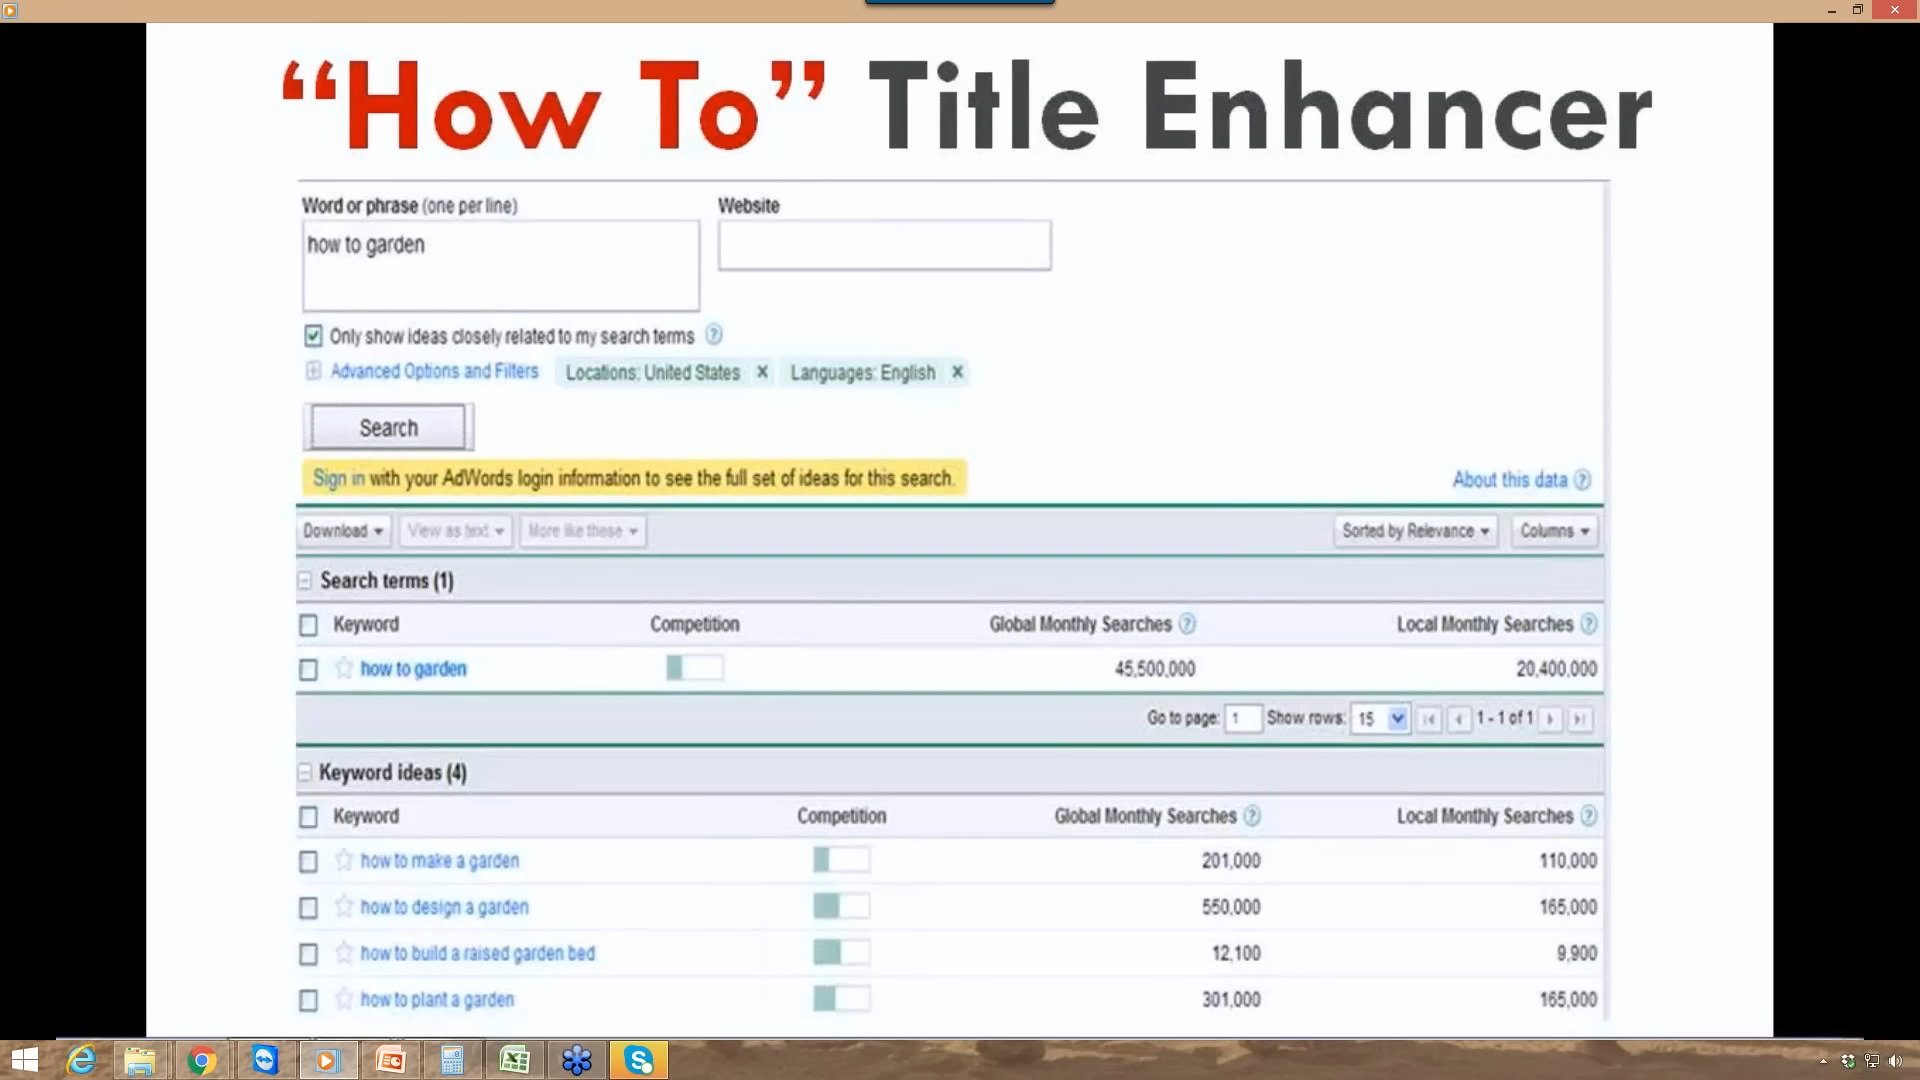 “How To” Title Enhancer
Word or phrase (one per line) Website
how to garden
Only show ideas closely related to my search terms ?
Advanced Options and Filters Locations: United States x Languages: English x
Search
Sign in with your AdWords login information to see the full set of ideas for this search. About this data ?
Download View as text More like these Sorted by Relevance Columns
Search terms (1)
Keyword Competition Global Monthly Searches ? Local Monthly Searches ?
how to garden 45,500,000 20,400,000
Go to page: 1 Show rows: 15 1 - 1 of 1
Keyword ideas (4)
Keyword Competition Global Monthly Searches ? Local Monthly Searches ?
how to make a garden 201,000 110,000
how to design a garden 550,000 165,000
how to build a raised garden bed 12,100 9,900
how to plant a garden 301,000 165,000